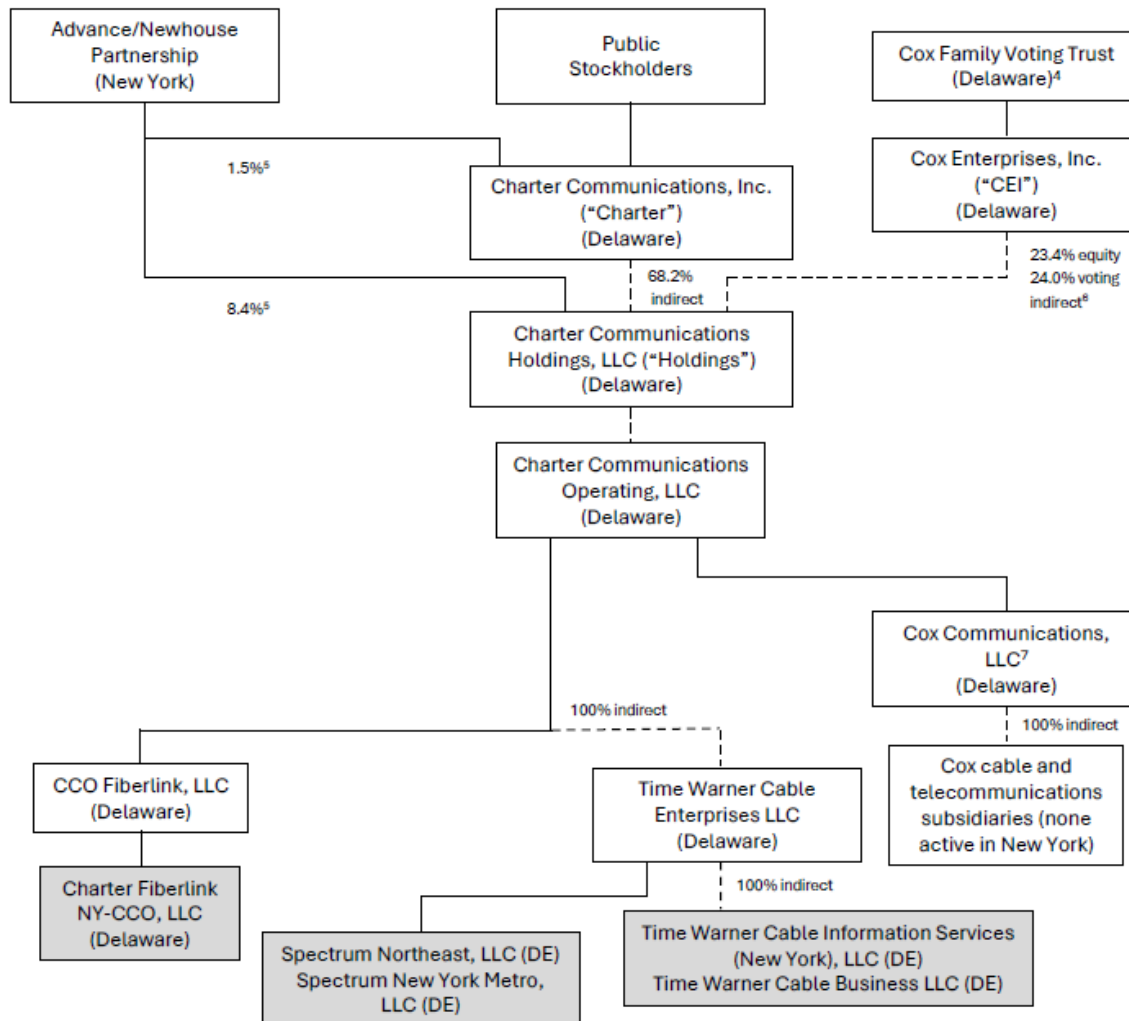 Advance/Newhouse
Partnership
(New York)
Public
Stockholders
Cox Family Voting Trust
(Delaware)⁴
1.5%⁵
Charter Communications, Inc.
(“Charter”)
(Delaware)
Cox Enterprises, Inc.
(“CEI”)
(Delaware)
8.4%⁵
68.2%
indirect
23.4% equity
24.0% voting
indirect⁶
Charter Communications
Holdings, LLC (“Holdings”)
(Delaware)
Charter Communications
Operating, LLC
(Delaware)
Cox Communications,
LLC⁷
(Delaware)
100% indirect
100% indirect
CCO Fiberlink, LLC
(Delaware)
Time Warner Cable
Enterprises LLC
(Delaware)
Cox cable and
telecommunications
subsidiaries (none
active in New York)
Charter Fiberlink
NY-CCO, LLC
(Delaware)
100% indirect
Spectrum Northeast, LLC (DE)
Spectrum New York Metro,
LLC (DE)
Time Warner Cable Information Services
(New York), LLC (DE)
Time Warner Cable Business LLC (DE)